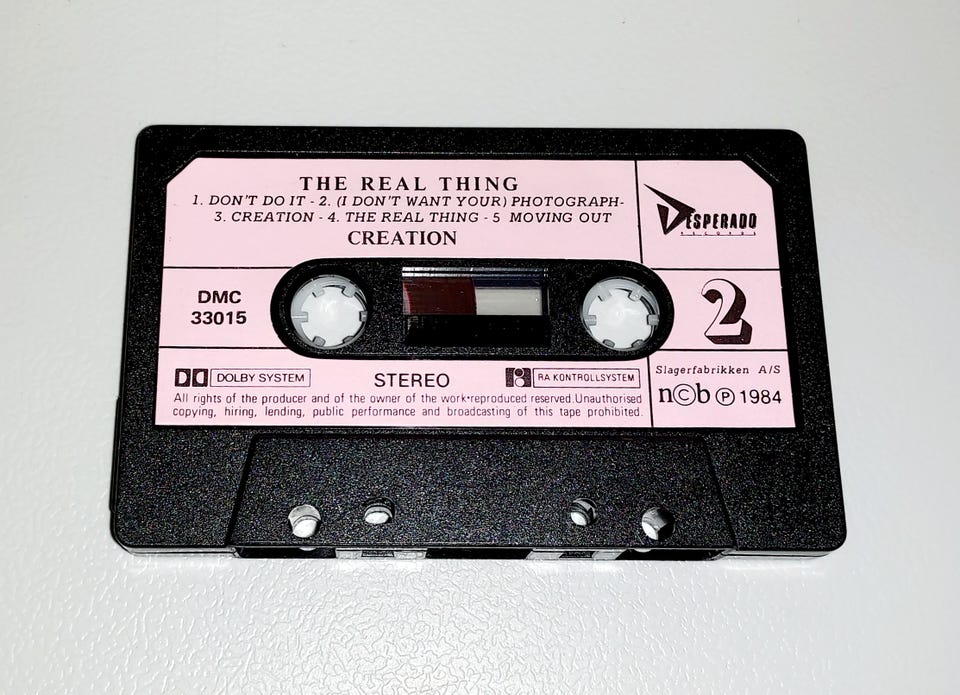 THE REAL THING
1. DON'T DO IT - 2. (I DON'T WANT YOUR) PHOTOGRAPH-
3. CREATION - 4. THE REAL THING - 5 MOVING OUT
CREATION
DESPERADO
RECORDS
DMC
33015
2
DOLBY SYSTEM
STEREO
RA KONTROLLSYSTEM
All rights of the producer and of the owner of the work reproduced reserved. Unauthorised
copying, hiring, lending, public performance and broadcasting of this tape prohibited.
Slagerfabrikken A/S
n©b ℗ 1984